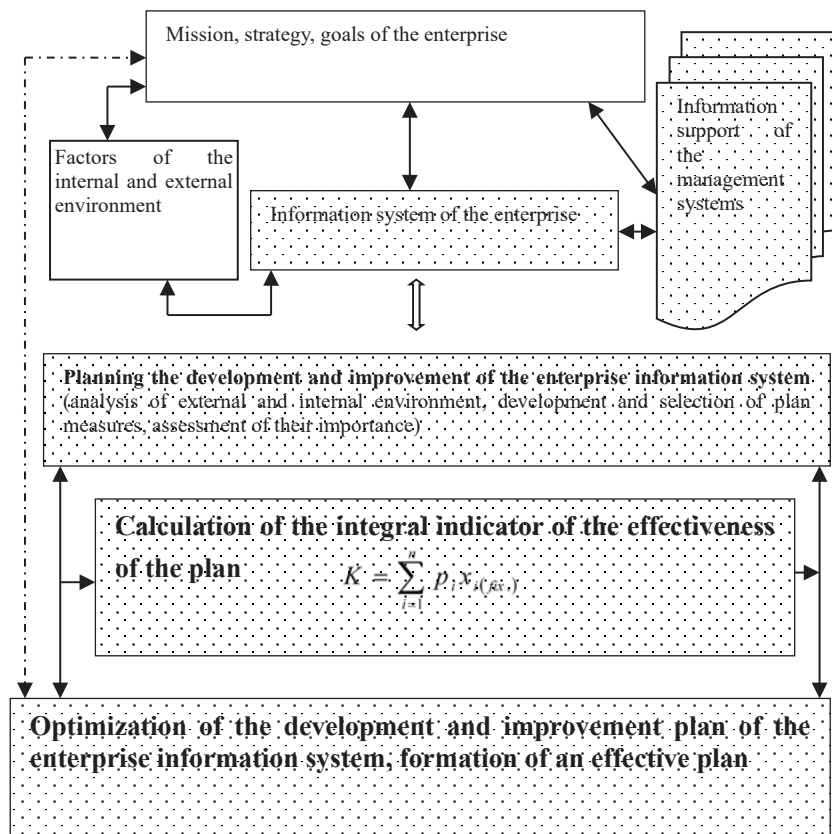 Mission, strategy, goals of the enterprise
Information
support of
the
management
systems
Factors of the
internal and external
environment
Information system of the enterprise
Planning the development and improvement of the enterprise information system
(analysis of external and internal environment, development and selection of plan
measures, assessment of their importance)
Calculation of the integral indicator of the effectiveness
of the plan
K = ∑_{i=1}^{n} p_i x_{i(fix.)}
Optimization of the development and improvement plan of the
enterprise information system, formation of an effective plan